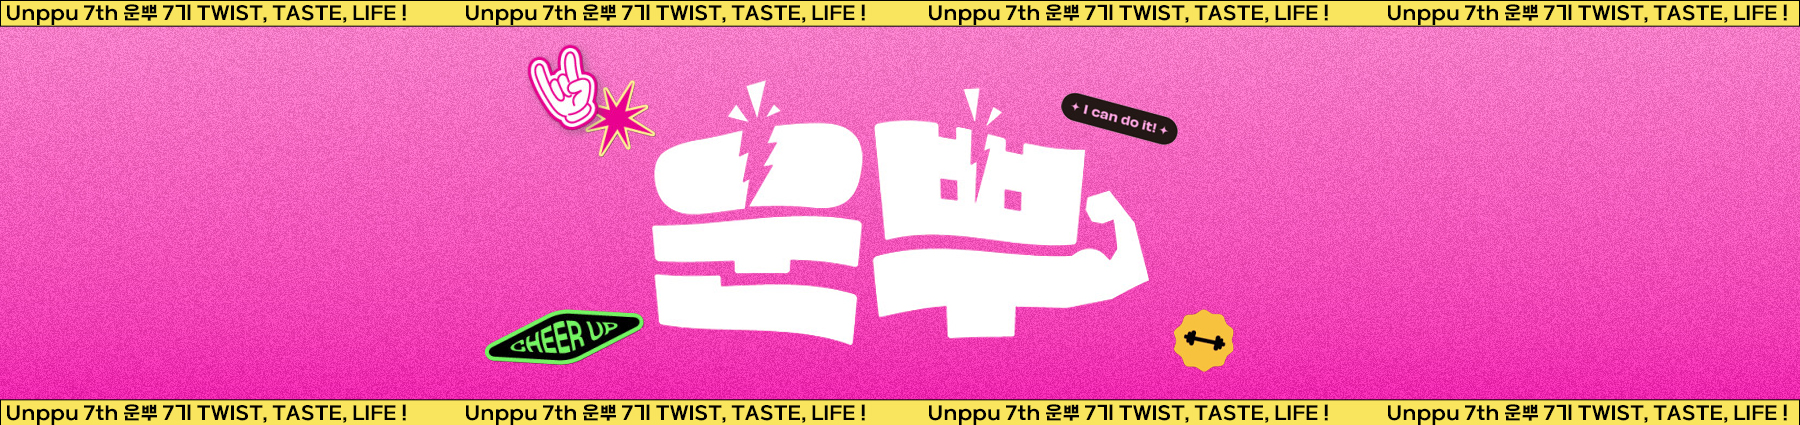 Unppu 7th 운뿌 7기 TWIST, TASTE, LIFE ! Unppu 7th 운뿌 7기 TWIST, TASTE, LIFE ! Unppu 7th 운뿌 7기 TWIST, TASTE, LIFE ! Unppu 7th 운뿌 7기 TWIST, TASTE, LIFE !
I can do it!
운뿌
CHEER UP
Unppu 7th 운뿌 7기 TWIST, TASTE, LIFE ! Unppu 7th 운뿌 7기 TWIST, TASTE, LIFE ! Unppu 7th 운뿌 7기 TWIST, TASTE, LIFE ! Unppu 7th 운뿌 7기 TWIST, TASTE, LIFE !